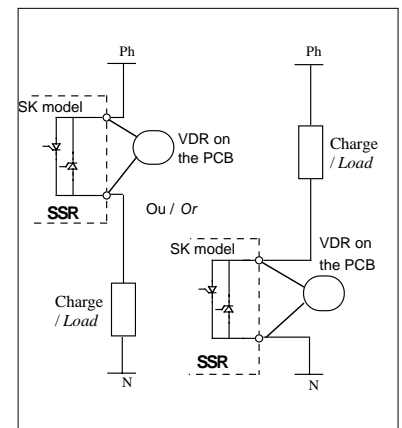 Ph
SK model
VDR on
the PCB
SSR
Ou / Or
Charge
/ Load
N
Ph
Charge
/ Load
SK model
VDR on
the PCB
SSR
N